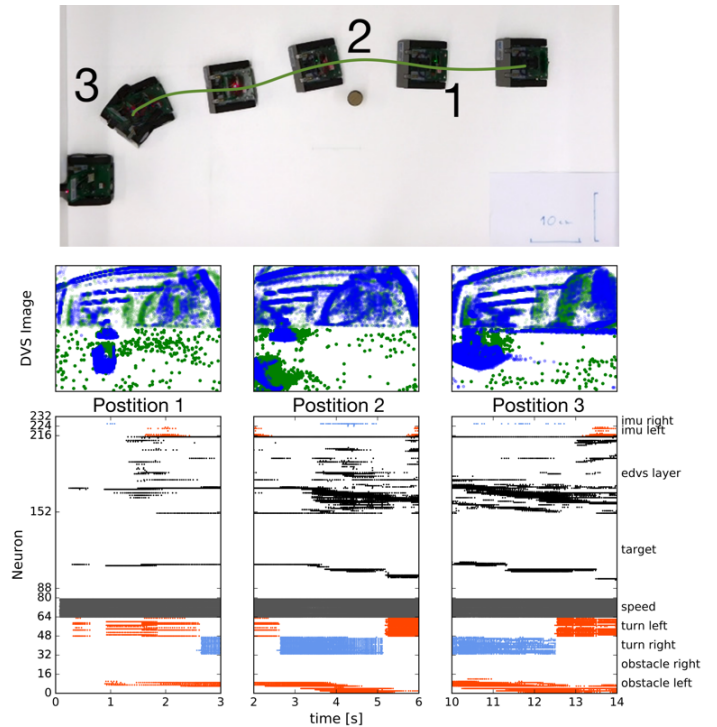 2
3
1
10 cm
DVS Image
Postition 1 Postition 2 Postition 3
Neuron
232
224
216
152
88
80
64
48
32
16
0
imu right
imu left
edvs layer
target
speed
turn left
turn right
obstacle right
obstacle left
0 1 2 3
2 3 4 5 6
10 11 12 13 14
time [s]